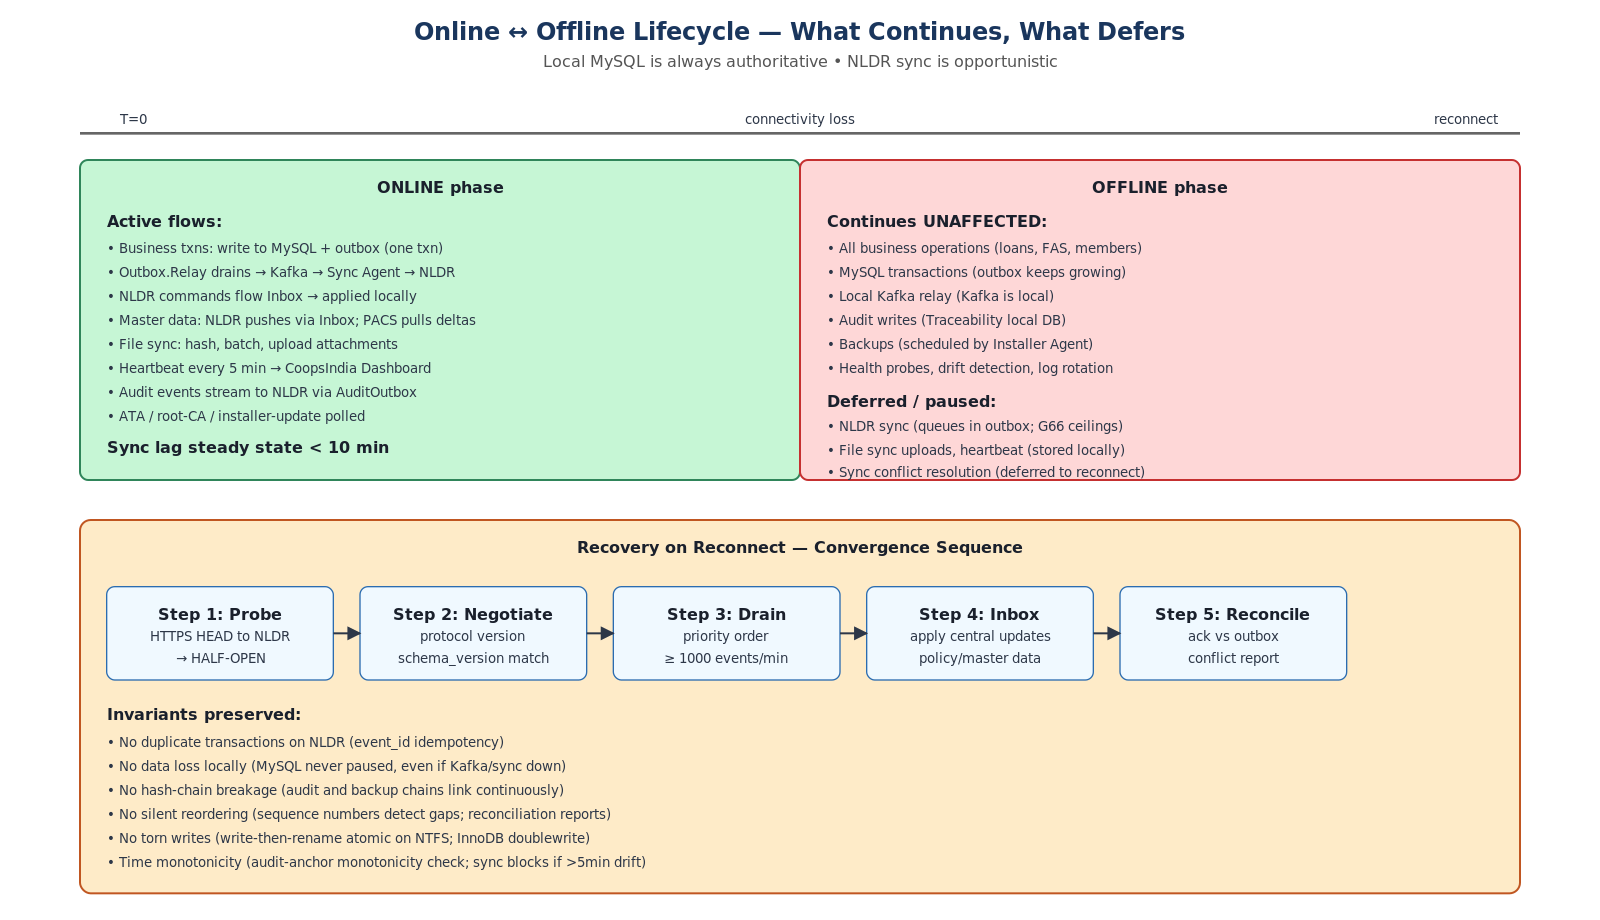 Online ↔ Offline Lifecycle — What Continues, What Defers
Local MySQL is always authoritative • NLDR sync is opportunistic
T=0
connectivity loss
reconnect
ONLINE phase
Active flows:
• Business txns: write to MySQL + outbox (one txn)
• Outbox.Relay drains → Kafka → Sync Agent → NLDR
• NLDR commands flow Inbox → applied locally
• Master data: NLDR pushes via Inbox; PACS pulls deltas
• File sync: hash, batch, upload attachments
• Heartbeat every 5 min → CoopsIndia Dashboard
• Audit events stream to NLDR via AuditOutbox
• ATA / root-CA / installer-update polled
Sync lag steady state < 10 min
OFFLINE phase
Continues UNAFFECTED:
• All business operations (loans, FAS, members)
• MySQL transactions (outbox keeps growing)
• Local Kafka relay (Kafka is local)
• Audit writes (Traceability local DB)
• Backups (scheduled by Installer Agent)
• Health probes, drift detection, log rotation
Deferred / paused:
• NLDR sync (queues in outbox; G66 ceilings)
• File sync uploads, heartbeat (stored locally)
• Sync conflict resolution (deferred to reconnect)
Recovery on Reconnect — Convergence Sequence
Step 1: Probe
HTTPS HEAD to NLDR
→ HALF-OPEN
Step 2: Negotiate
protocol version
schema_version match
Step 3: Drain
priority order
≥ 1000 events/min
Step 4: Inbox
apply central updates
policy/master data
Step 5: Reconcile
ack vs outbox
conflict report
Invariants preserved:
• No duplicate transactions on NLDR (event_id idempotency)
• No data loss locally (MySQL never paused, even if Kafka/sync down)
• No hash-chain breakage (audit and backup chains link continuously)
• No silent reordering (sequence numbers detect gaps; reconciliation reports)
• No torn writes (write-then-rename atomic on NTFS; InnoDB doublewrite)
• Time monotonicity (audit-anchor monotonicity check; sync blocks if >5min drift)